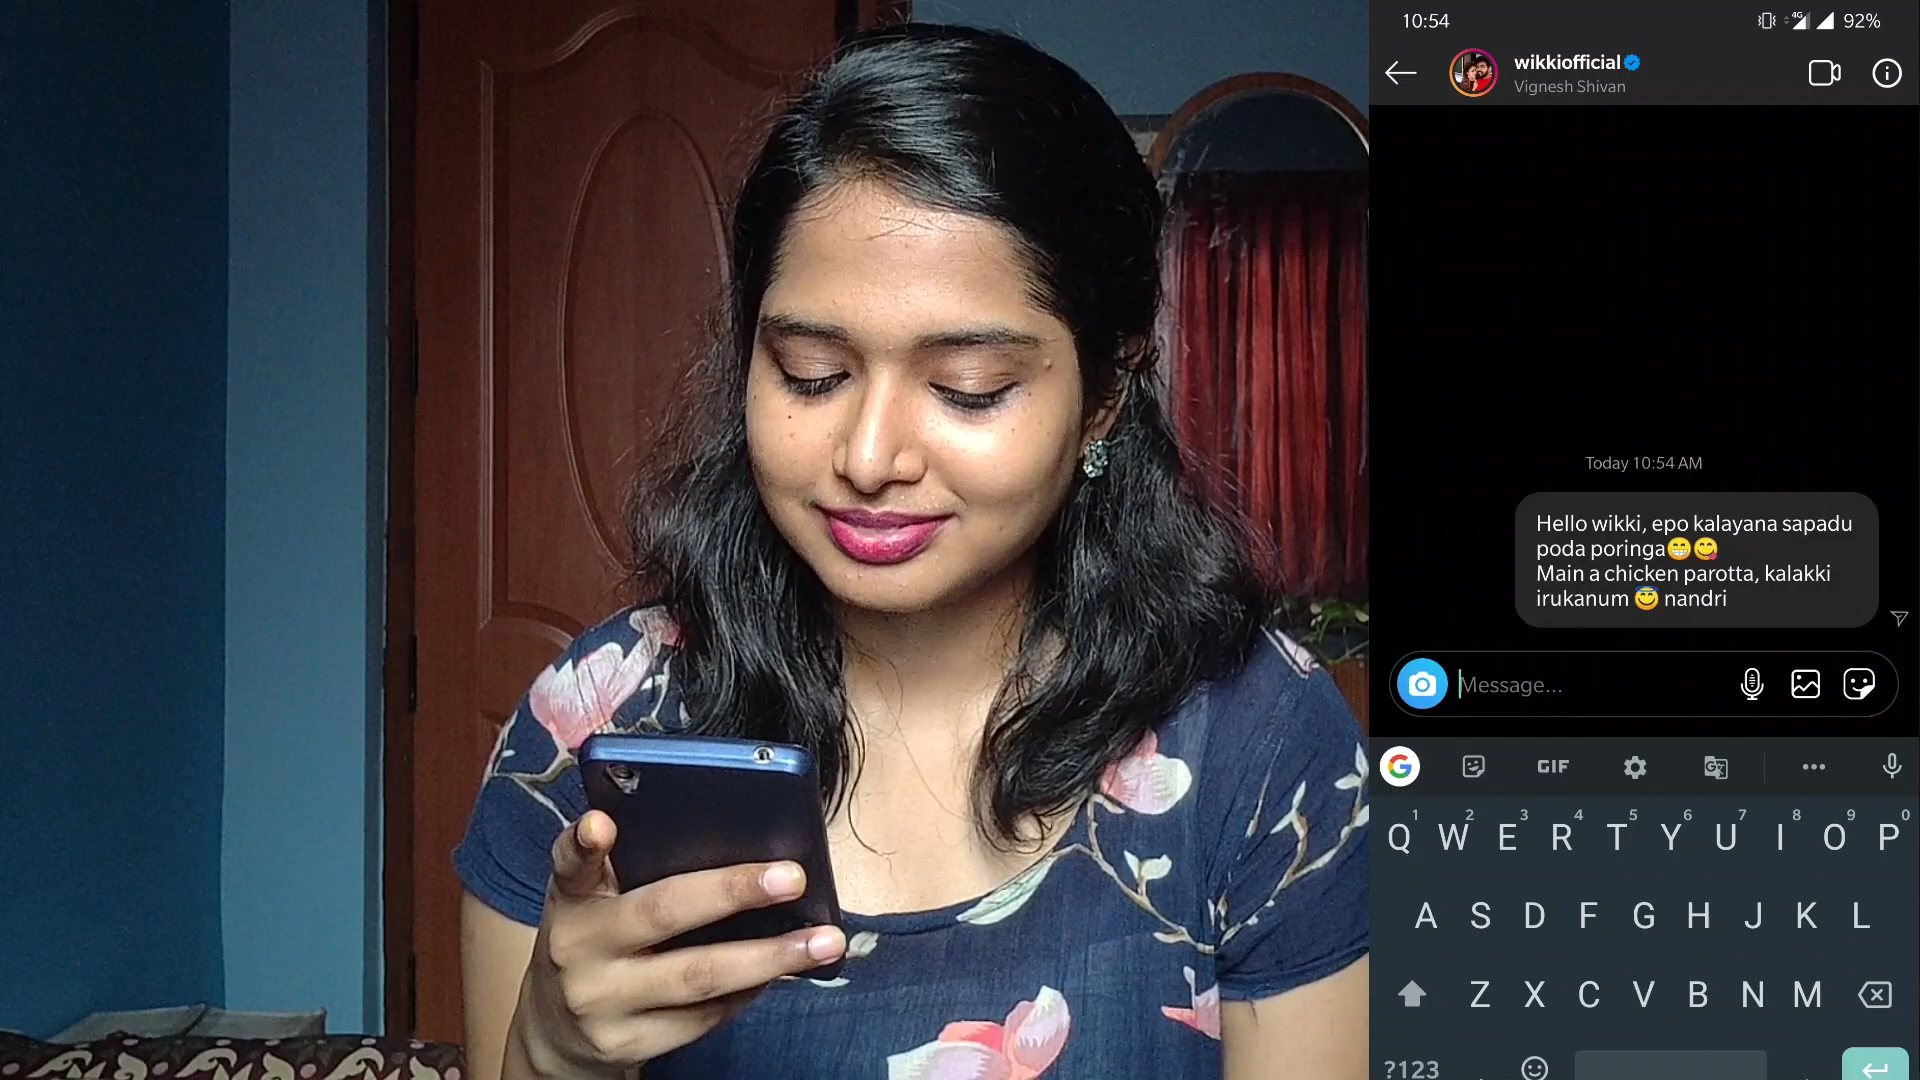 10:54
4G
92%
wikkiofficial
Vignesh Shivan
Today 10:54 AM
Hello wikki, epo kalayana sapadu
poda poringa😁😋
Main a chicken parotta, kalakki
irukanum 😇 nandri
Message...
GIF
1 2 3 4 5 6 7 8 9 0
Q W E R T Y U I O P
A S D F G H J K L
Z X C V B N M
?123